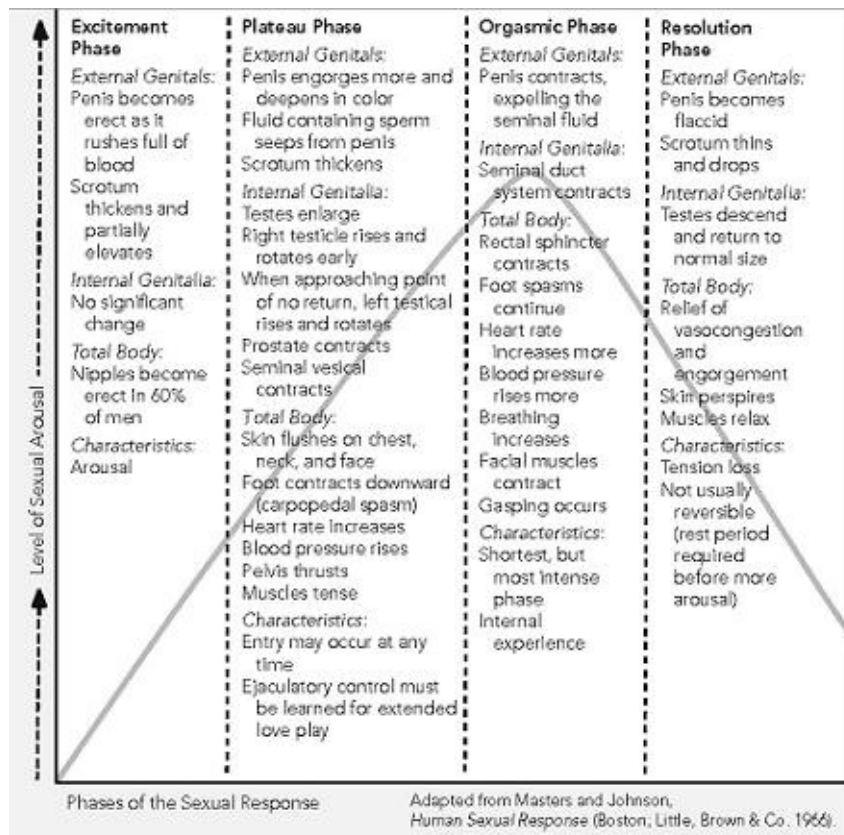 Excitement
Phase
External Genitals:
Penis becomes
erect as it
rushes full of
blood
Scrotum
thickens and
partially
elevates
Internal Genitalia:
No significant
change
Total Body:
Nipples become
erect in 60%
of men
Characteristics:
Arousal
Plateau Phase
External Genitals:
Penis engorges more and
deepens in color
Fluid containing sperm
seeps from penis
Scrotum thickens
Internal Genitalia:
Testes enlarge
Right testicle rises and
rotates early
When approaching point
of no return, left testical
rises and rotates
Prostate contracts
Seminal vesical
contracts
Total Body:
Skin flushes on chest,
neck, and face
Foot contracts downward
(carpopedal spasm)
Heart rate increases
Blood pressure rises
Pelvis thrusts
Muscles tense
Characteristics:
Entry may occur at any
time
Ejaculatory control must
be learned for extended
love play
Orgasmic Phase
External Genitals:
Penis contracts,
expelling the
seminal fluid
Internal Genitalia:
Seminal duct
system contracts
Total Body:
Rectal sphincter
contracts
Foot spasms
continue
Heart rate
increases more
Blood pressure
rises more
Breathing
increases
Facial muscles
contract
Gasping occurs
Characteristics:
Shortest, but
most intense
phase
Internal
experience
Resolution
Phase
External Genitals:
Penis becomes
flaccid
Scrotum thins
and drops
Internal Genitalia:
Testes descend
and return to
normal size
Total Body:
Relief of
vasocongestion
and
engorgement
Skin perspires
Muscles relax
Characteristics:
Tension loss
Not usually
reversible
(rest period
required
before more
arousal)
Level of Sexual Arousal
Phases of the Sexual Response
Adapted from Masters and Johnson,
Human Sexual Response (Boston; Little, Brown & Co. 1966).